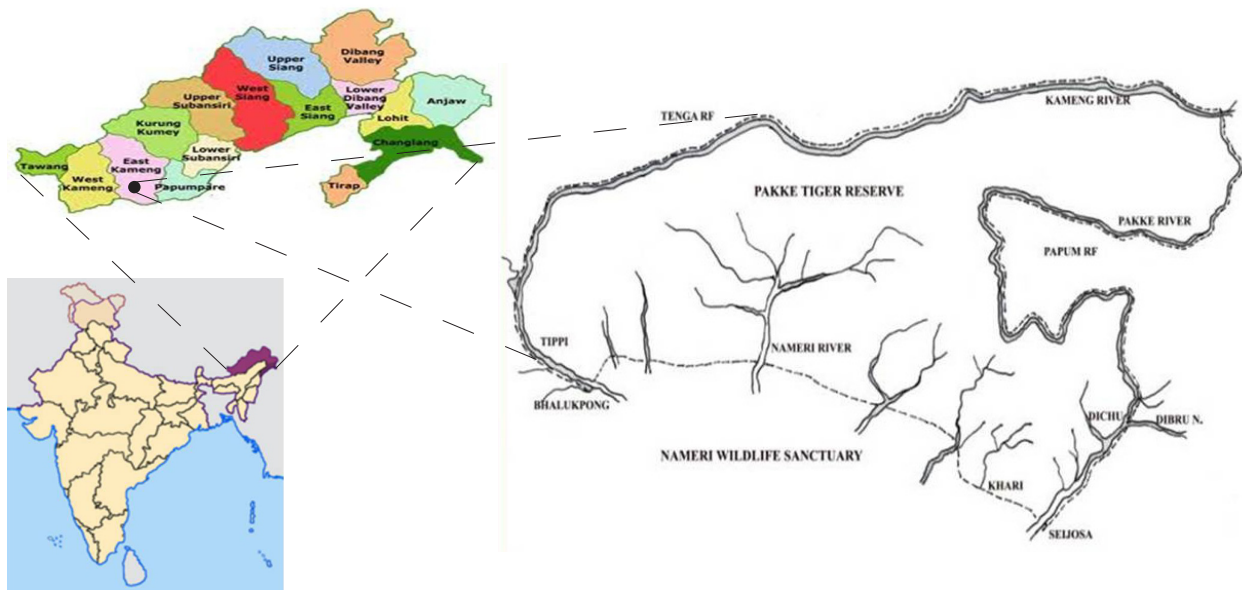 Upper
Siang
Dibang
Valley
West
Siang
Lower
Dibang
Valley
Anjaw
Upper
Subansiri
East
Siang
Lohit
Kurung
Kumey
Changlang
Lower
Subansiri
Tawang
East
Kameng
West
Kameng
Papumpare
Tirap
KAMENG RIVER
TENGA RF
PAKKE TIGER RESERVE
PAKKE RIVER
PAPUM RF
TIPPI
NAMERI RIVER
BHALUKPONG
DICHU
DIBRU N.
NAMERI WILDLIFE SANCTUARY
KHARI
SEIJOSA